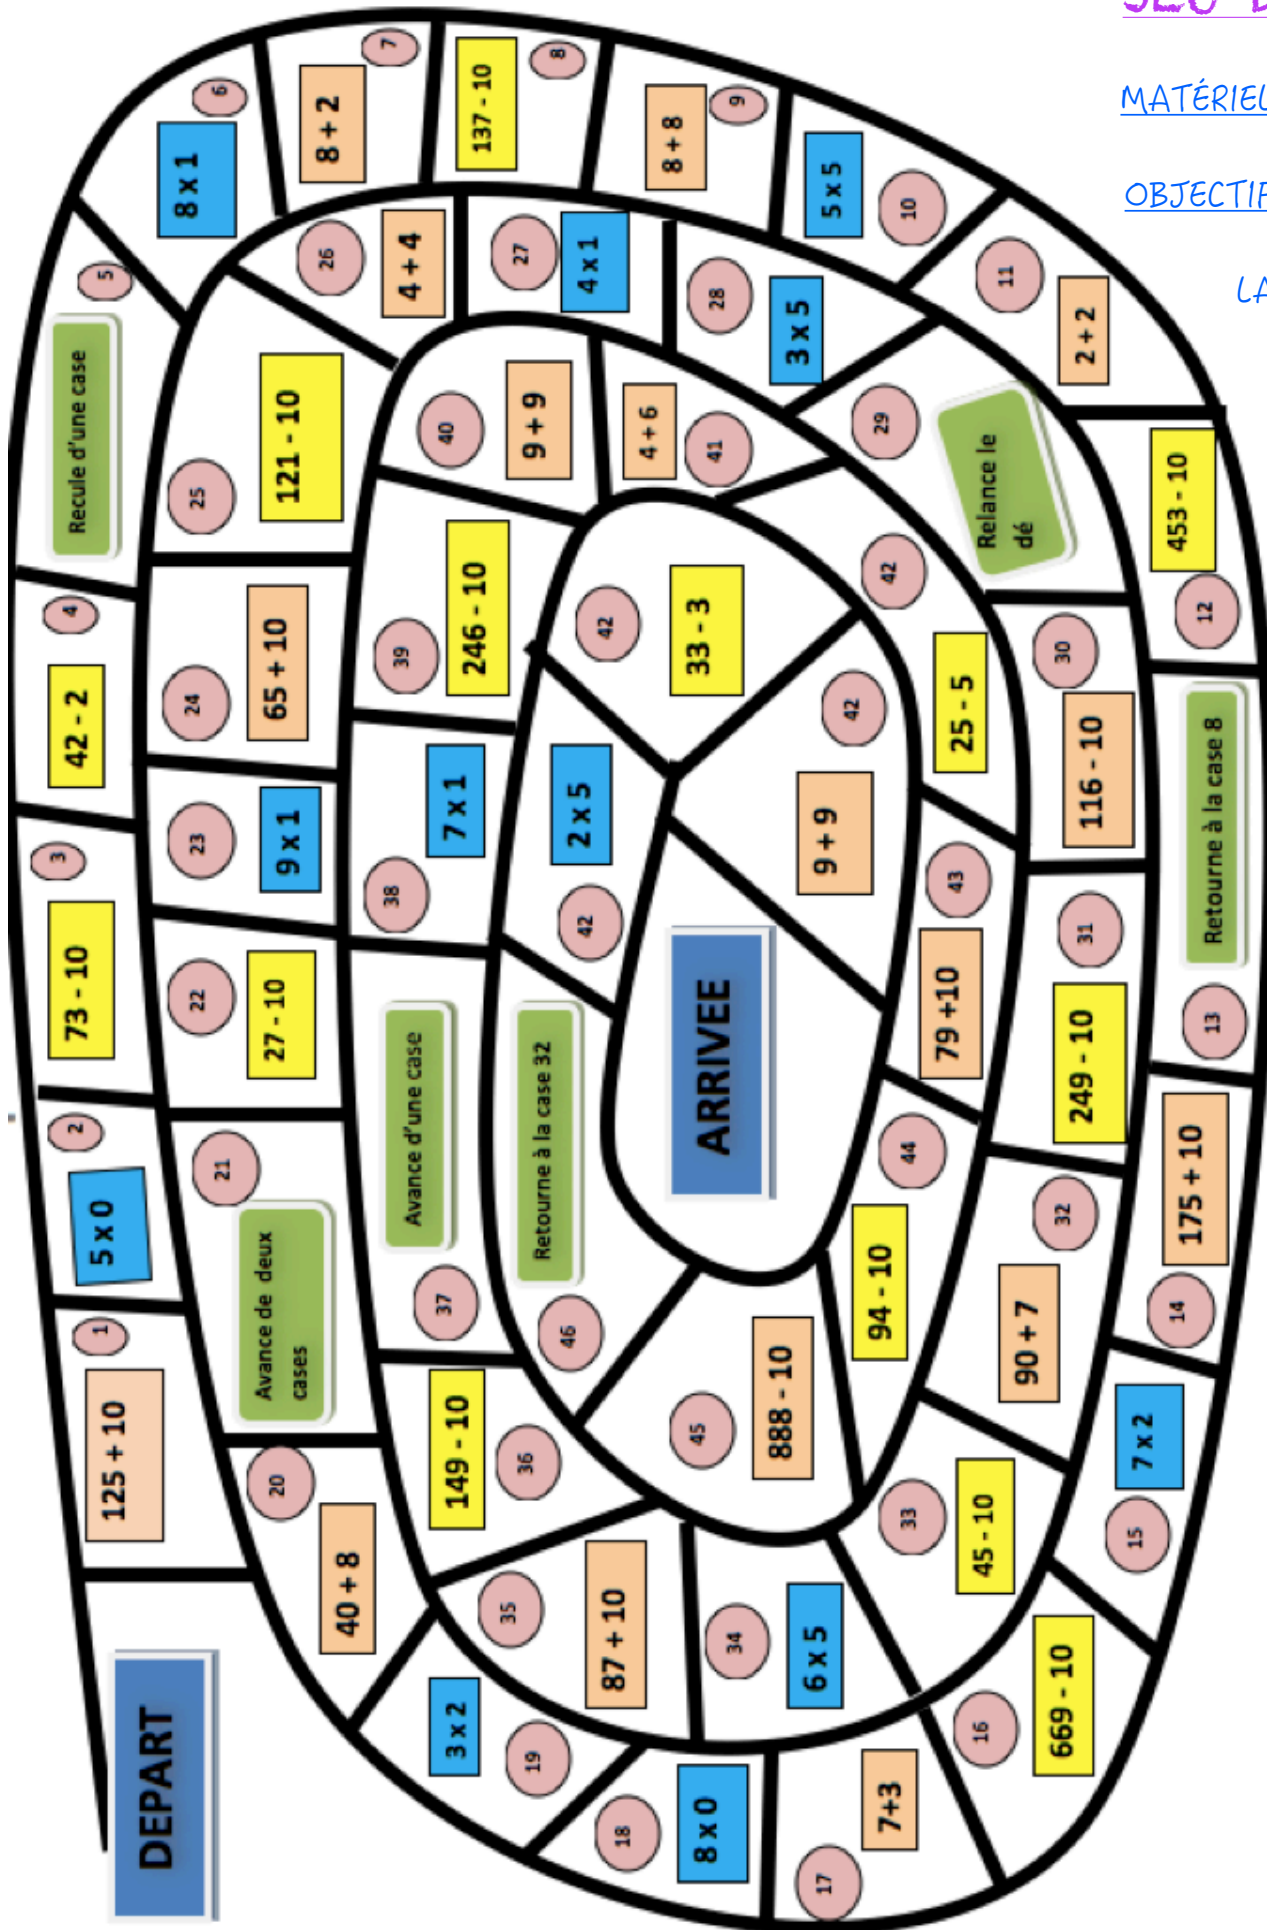 JEU D
MATÉRIEL
OBJECTIF
LA
DEPART
125 + 10
1
5 x 0
2
73 - 10
3
42 - 2
4
Recule d'une case
5
8 x 1
6
8 + 2
7
137 - 10
8
8 + 8
9
5 x 5
10
11
2 + 2
453 - 10
12
Retourne à la case 8
13
175 + 10
14
7 x 2
15
669 - 10
16
7+3
17
8 x 0
18
3 x 2
19
40 + 8
20
Avance de deux
cases
21
27 - 10
22
9 x 1
23
65 + 10
24
121 - 10
25
4 + 4
26
4 x 1
27
3 x 5
28
29
Relance le
dé
116 - 10
30
249 - 10
31
90 + 7
32
45 - 10
33
6 x 5
34
87 + 10
35
149 - 10
36
Avance d'une case
37
7 x 1
38
246 - 10
39
9 + 9
40
4 + 6
41
25 - 5
42
79 +10
43
94 - 10
44
888 - 10
45
Retourne à la case 32
46
2 x 5
42
33 - 3
42
9 + 9
42
ARRIVEE